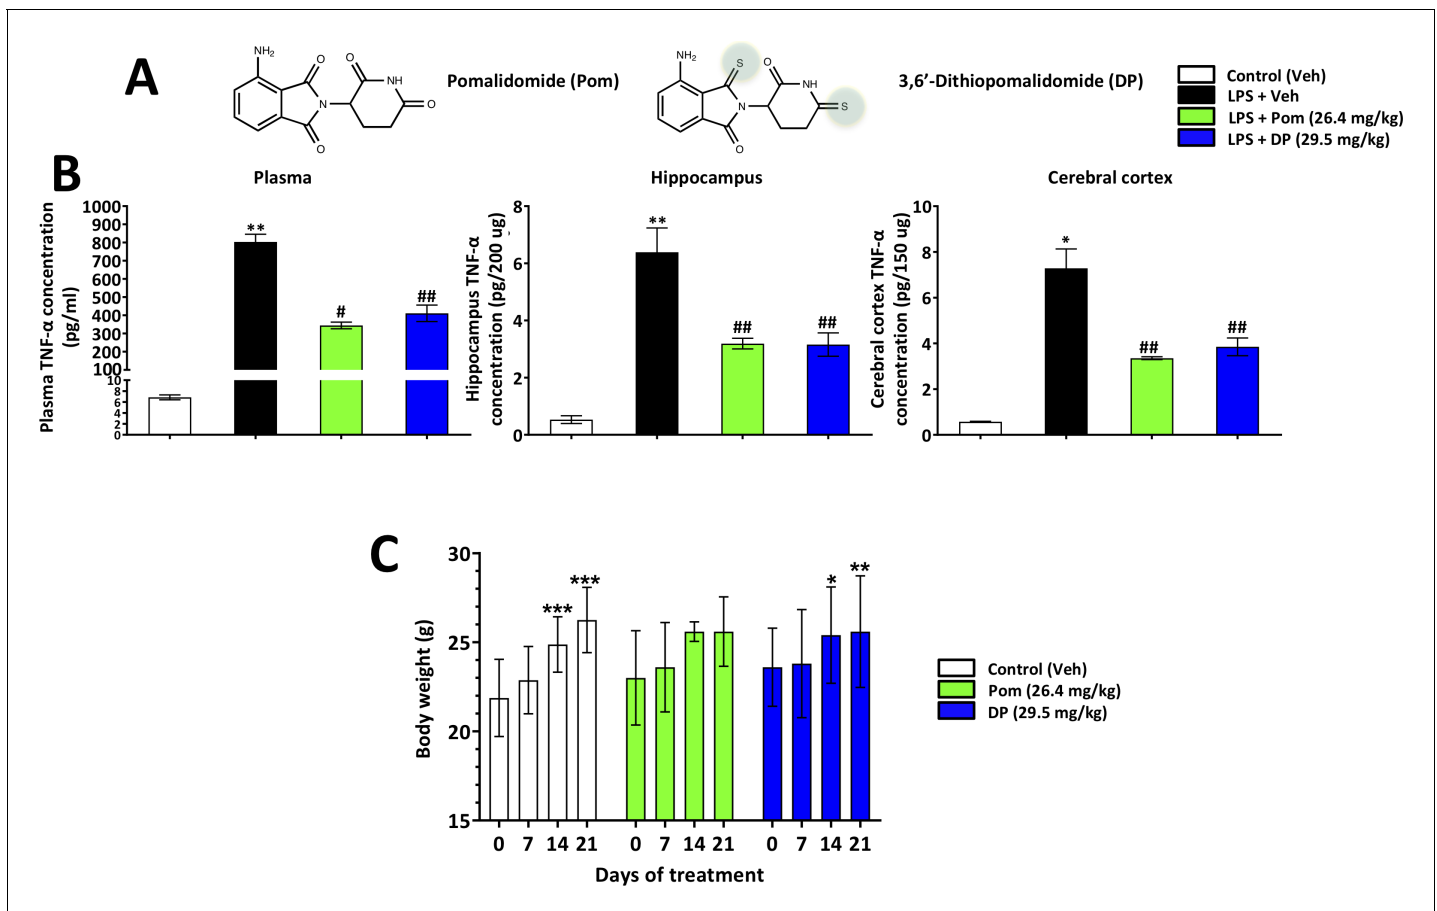 A
NH2
O
O
N
NH
O
O
Pomalidomide (Pom)
NH2
S
O
N
NH
S
O
3,6’-Dithiopomalidomide (DP)
Control (Veh)
LPS + Veh
LPS + Pom (26.4 mg/kg)
LPS + DP (29.5 mg/kg)
B
Plasma
Plasma TNF-α concentration
(pg/ml)
1000
900
800
700
600
500
400
300
200
100
10
8
6
4
2
0
**
#
##
Hippocampus
Hippocampus TNF-α
concentration (pg/200 ug)
8
6
4
2
0
**
##
##
Cerebral cortex
Cerebral cortex TNF-α
concentration (pg/150 ug)
10
8
6
4
2
0
*
##
##
C
Body weight (g)
30
25
20
15
***
***
*
**
0 7 14 21 0 7 14 21 0 7 14 21
Days of treatment
Control (Veh)
Pom (26.4 mg/kg)
DP (29.5 mg/kg)